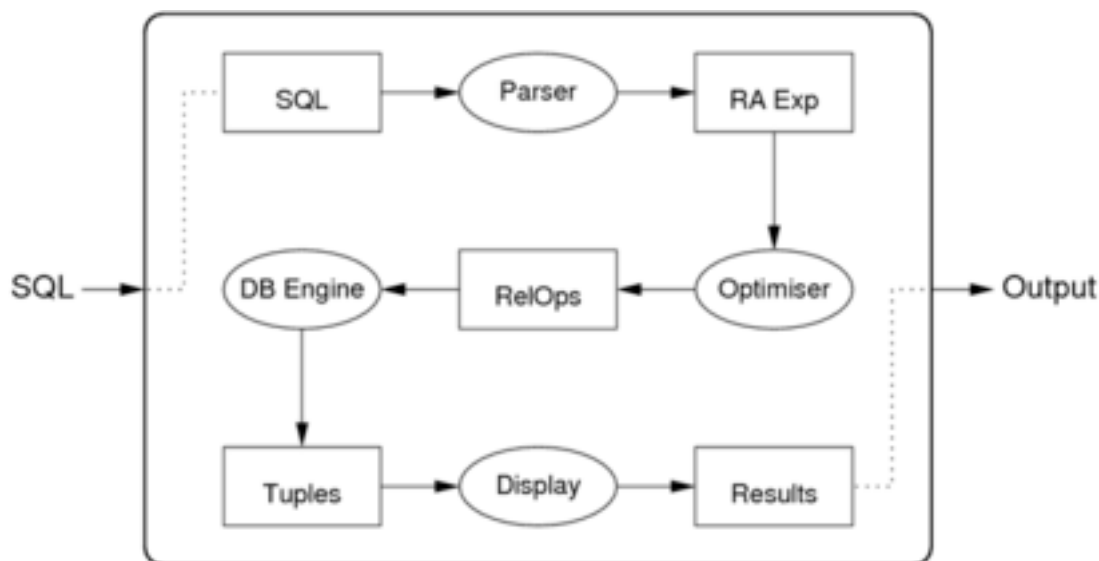 SQL
Parser
RA Exp
SQL
DB Engine
RelOps
Optimiser
Output
Tuples
Display
Results